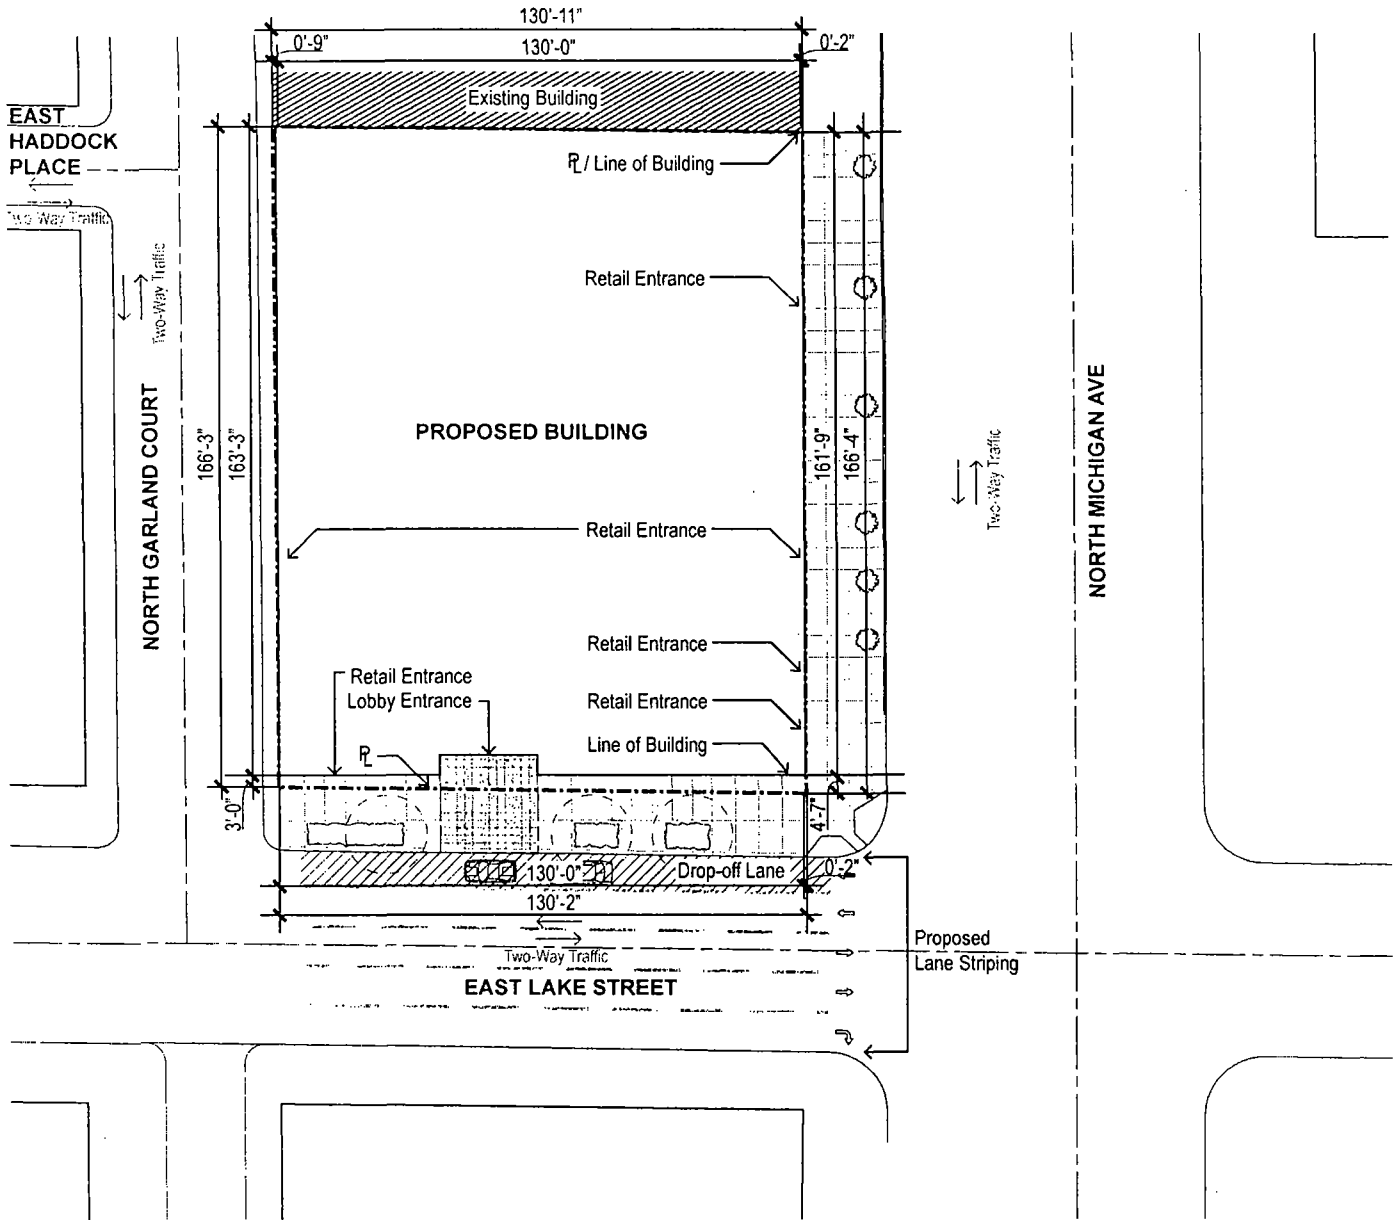 130'-11"
0'-9"
130'-0"
0'-2"
Existing Building
EAST
HADDOCK
PLACE
Two-Way Traffic
PL / Line of Building
Two-Way Traffic
Retail Entrance
NORTH GARLAND COURT
166'-3"
163'-3"
PROPOSED BUILDING
161'-9"
166'-4"
Two-Way Traffic
NORTH MICHIGAN AVE
Retail Entrance
Retail Entrance
Retail Entrance
Lobby Entrance
Retail Entrance
PL
Line of Building
3'-0"
4'-7"
130'-0"
Drop-off Lane
0'-2"
130'-2"
Two-Way Traffic
Proposed
Lane Striping
EAST LAKE STREET